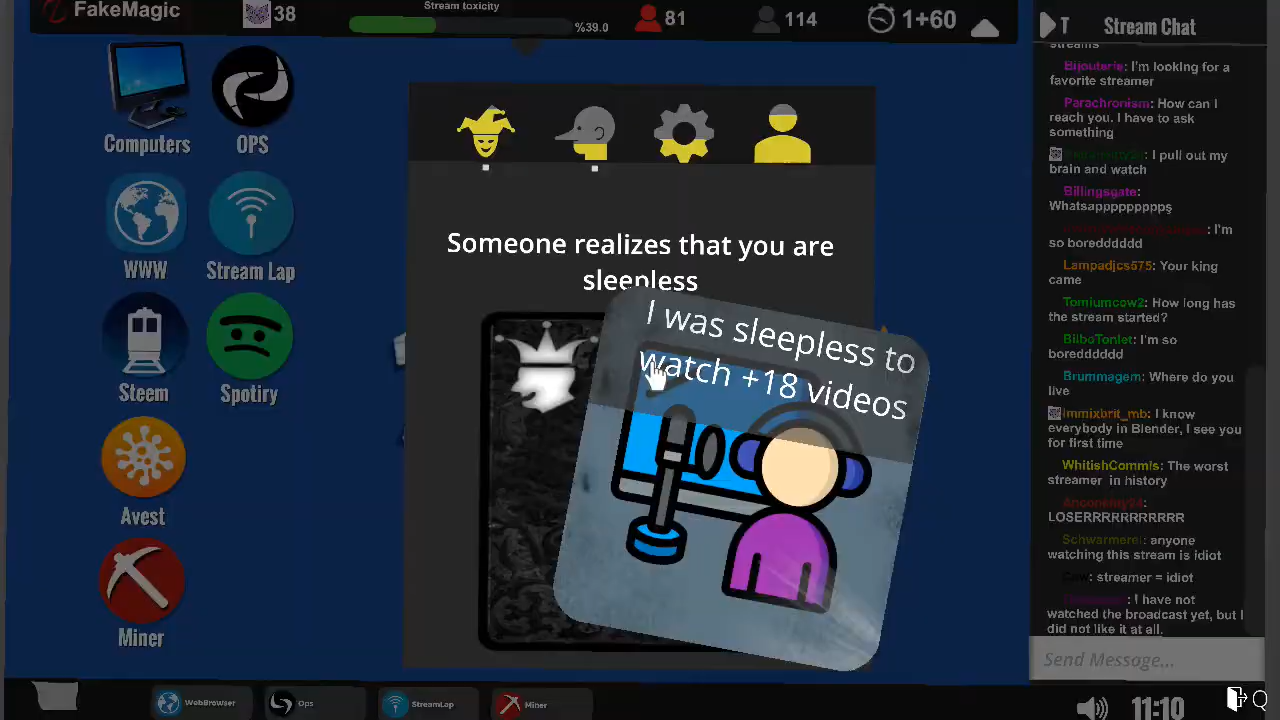 FakeMagic
38
Stream toxicity
%39.0
81
114
1+60
T
Stream Chat
Computers
OPS
WWW
Stream Lap
Steem
Spotiry
Avest
Miner
Someone realizes that you are
sleepless
I was sleepless to
watch +18 videos
streams
Bijouterie: I'm looking for a
favorite streamer
Parachronism: How can I
reach you. I have to ask
something
: I pull out my
brain and watch
Billingsgate:
Whatsapppppppps
: I'm
so boredddddd
Lampadjcs575: Your king
came
Tomiumcow2: How long has
the stream started?
BilboTonlet: I'm so
boredddddd
Brummagem: Where do you
live
Immixbrit_mb: I know
everybody in Blender, I see you
for first time
WhitishCommls: The worst
streamer in history
LOSERRRRRRRRRR
Schwarmerei: anyone
watching this stream is idiot
: streamer = idiot
: I have not
watched the broadcast yet, but I
did not like it at all.
Send Message...
WebBrowser
Ops
StreamLap
Miner
11:10
Q